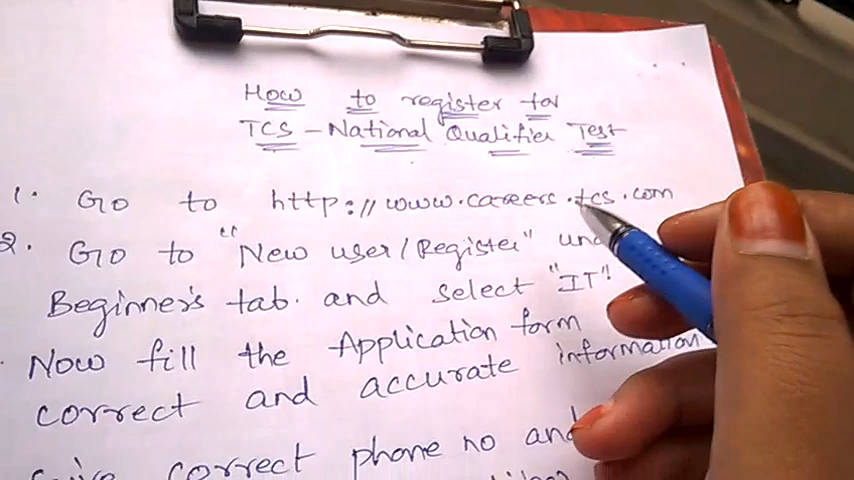 How to register for
TCS - National Qualifier Test
1. Go to http://www.careers.tcs.com
2. Go to "New user/Register"
Beginner's tab. and select "IT"
Now fill the Application form
correct and accurate information
correct phone no and